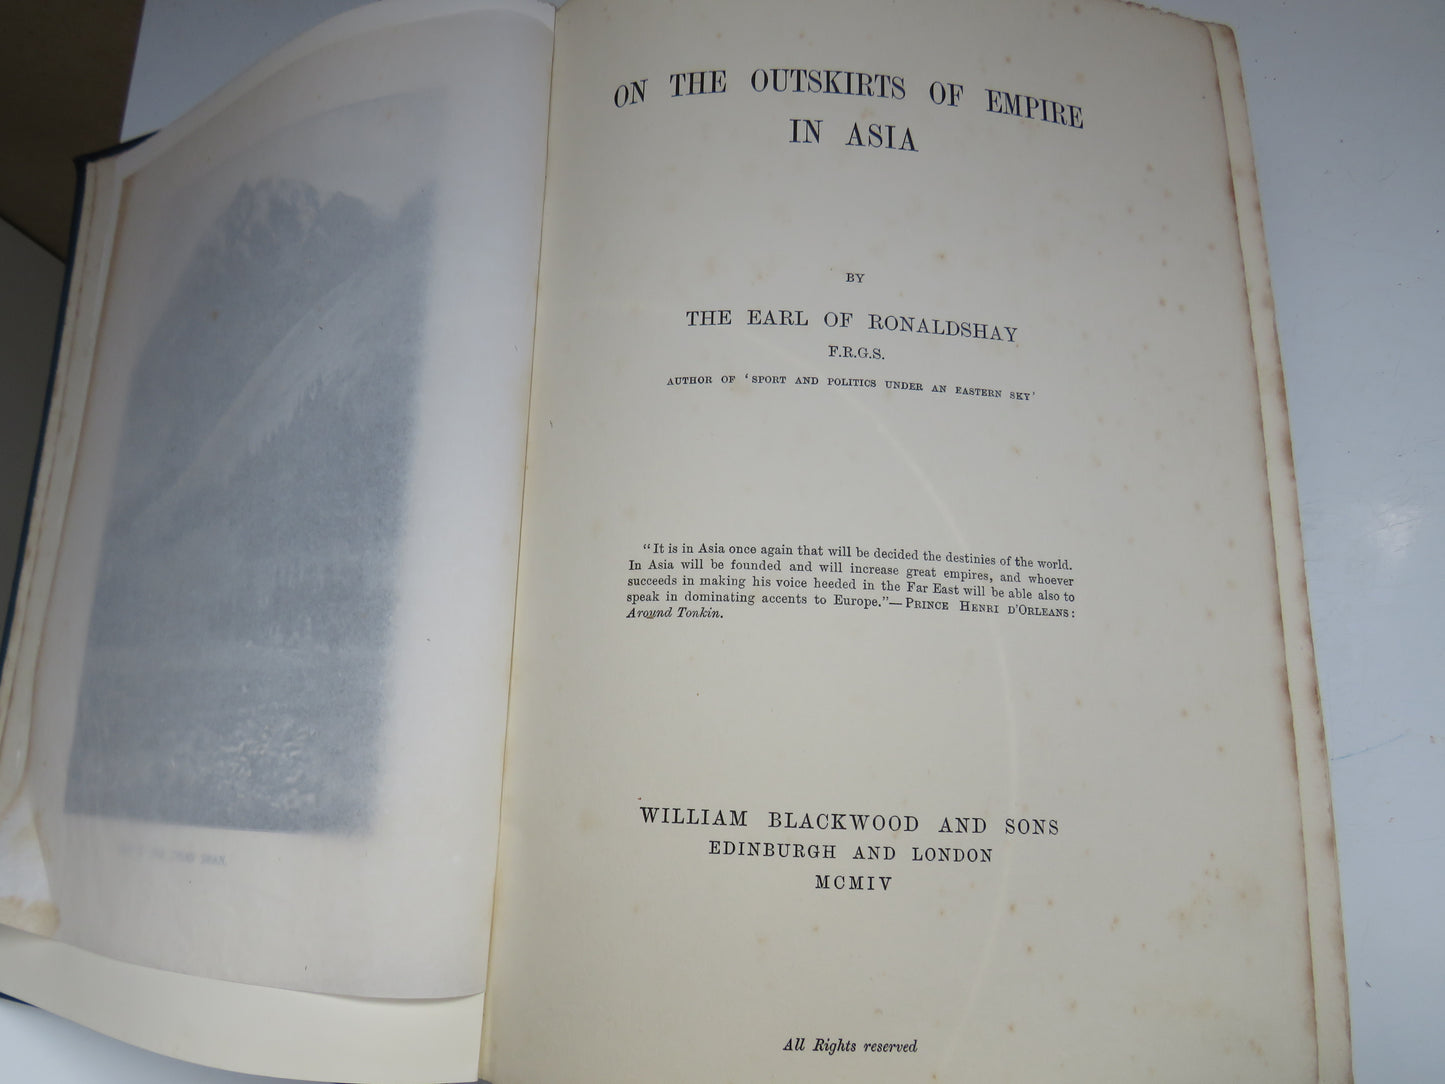 ON THE OUTSKIRTS OF EMPIRE
IN ASIA
BY
THE EARL OF RONALDSHAY
F.R.G.S.
AUTHOR OF ‘SPORT AND POLITICS UNDER AN EASTERN SKY’
“It is in Asia once again that will be decided the destinies of the world.
In Asia will be founded and will increase great empires, and whoever
succeeds in making his voice heeded in the Far East will be able also to
speak in dominating accents to Europe.”—PRINCE HENRI D’ORLEANS:
Around Tonkin.
WILLIAM BLACKWOOD AND SONS
EDINBURGH AND LONDON
MCMIV
All Rights reserved